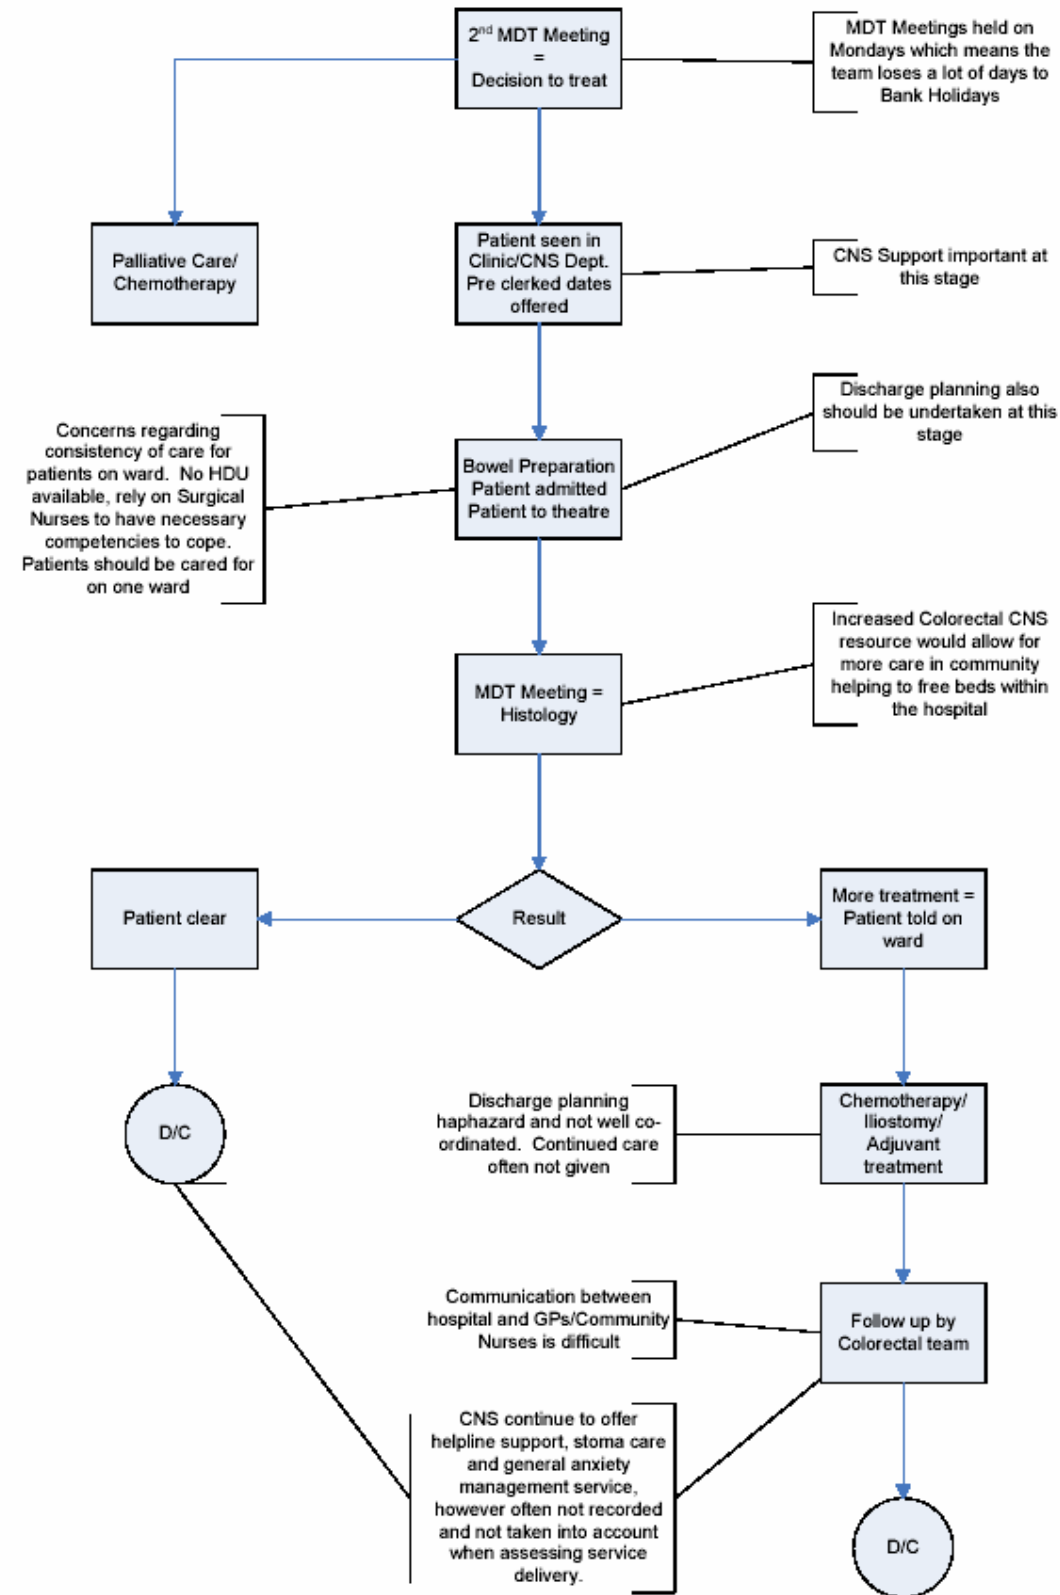 2nd MDT Meeting
=
Decision to treat
MDT Meetings held on
Mondays which means the
team loses a lot of days to
Bank Holidays
Palliative Care/
Chemotherapy
Patient seen in
Clinic/CNS Dept.
Pre clerked dates
offered
CNS Support important at
this stage
Discharge planning also
should be undertaken at this
stage
Concerns regarding
consistency of care for
patients on ward. No HDU
available, rely on Surgical
Nurses to have necessary
competencies to cope.
Patients should be cared for
on one ward
Bowel Preparation
Patient admitted
Patient to theatre
Increased Colorectal CNS
resource would allow for
more care in community
helping to free beds within
the hospital
MDT Meeting =
Histology
Patient clear
Result
More treatment =
Patient told on
ward
D/C
Discharge planning
haphazard and not well co-
ordinated. Continued care
often not given
Chemotherapy/
Iliostomy/
Adjuvant
treatment
Communication between
hospital and GPs/Community
Nurses is difficult
Follow up by
Colorectal team
CNS continue to offer
helpline support, stoma care
and general anxiety
management service,
however often not recorded
and not taken into account
when assessing service
delivery.
D/C